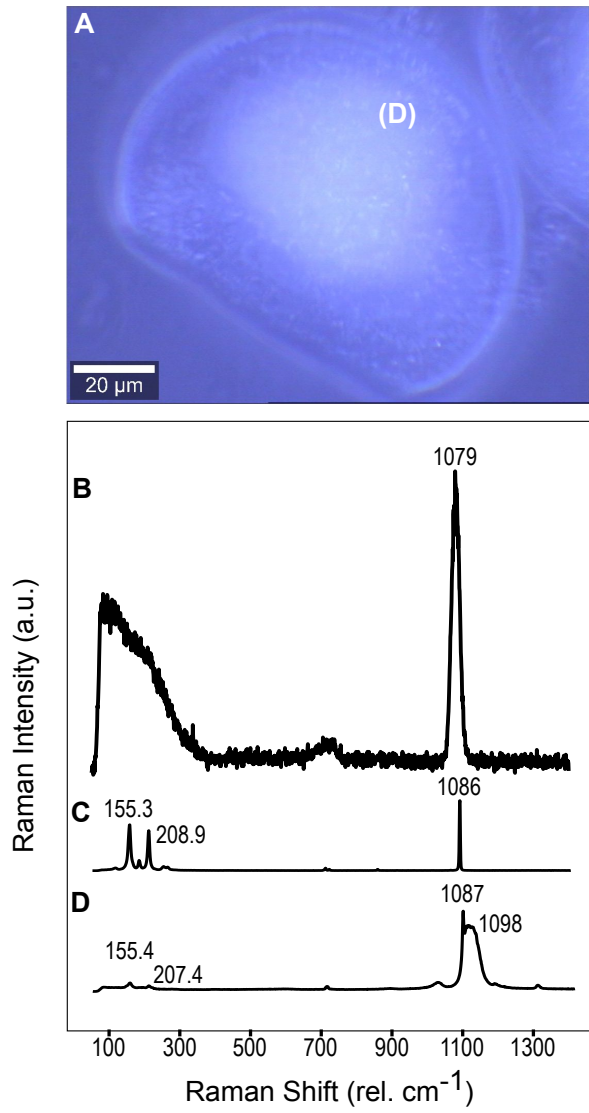 A
(D)
20 µm
B
1079
C
155.3
208.9
1086
D
155.4
207.4
1087
1098
Raman Intensity (a.u.)
100 300 500 700 900 1100 1300
Raman Shift (rel. cm⁻¹)